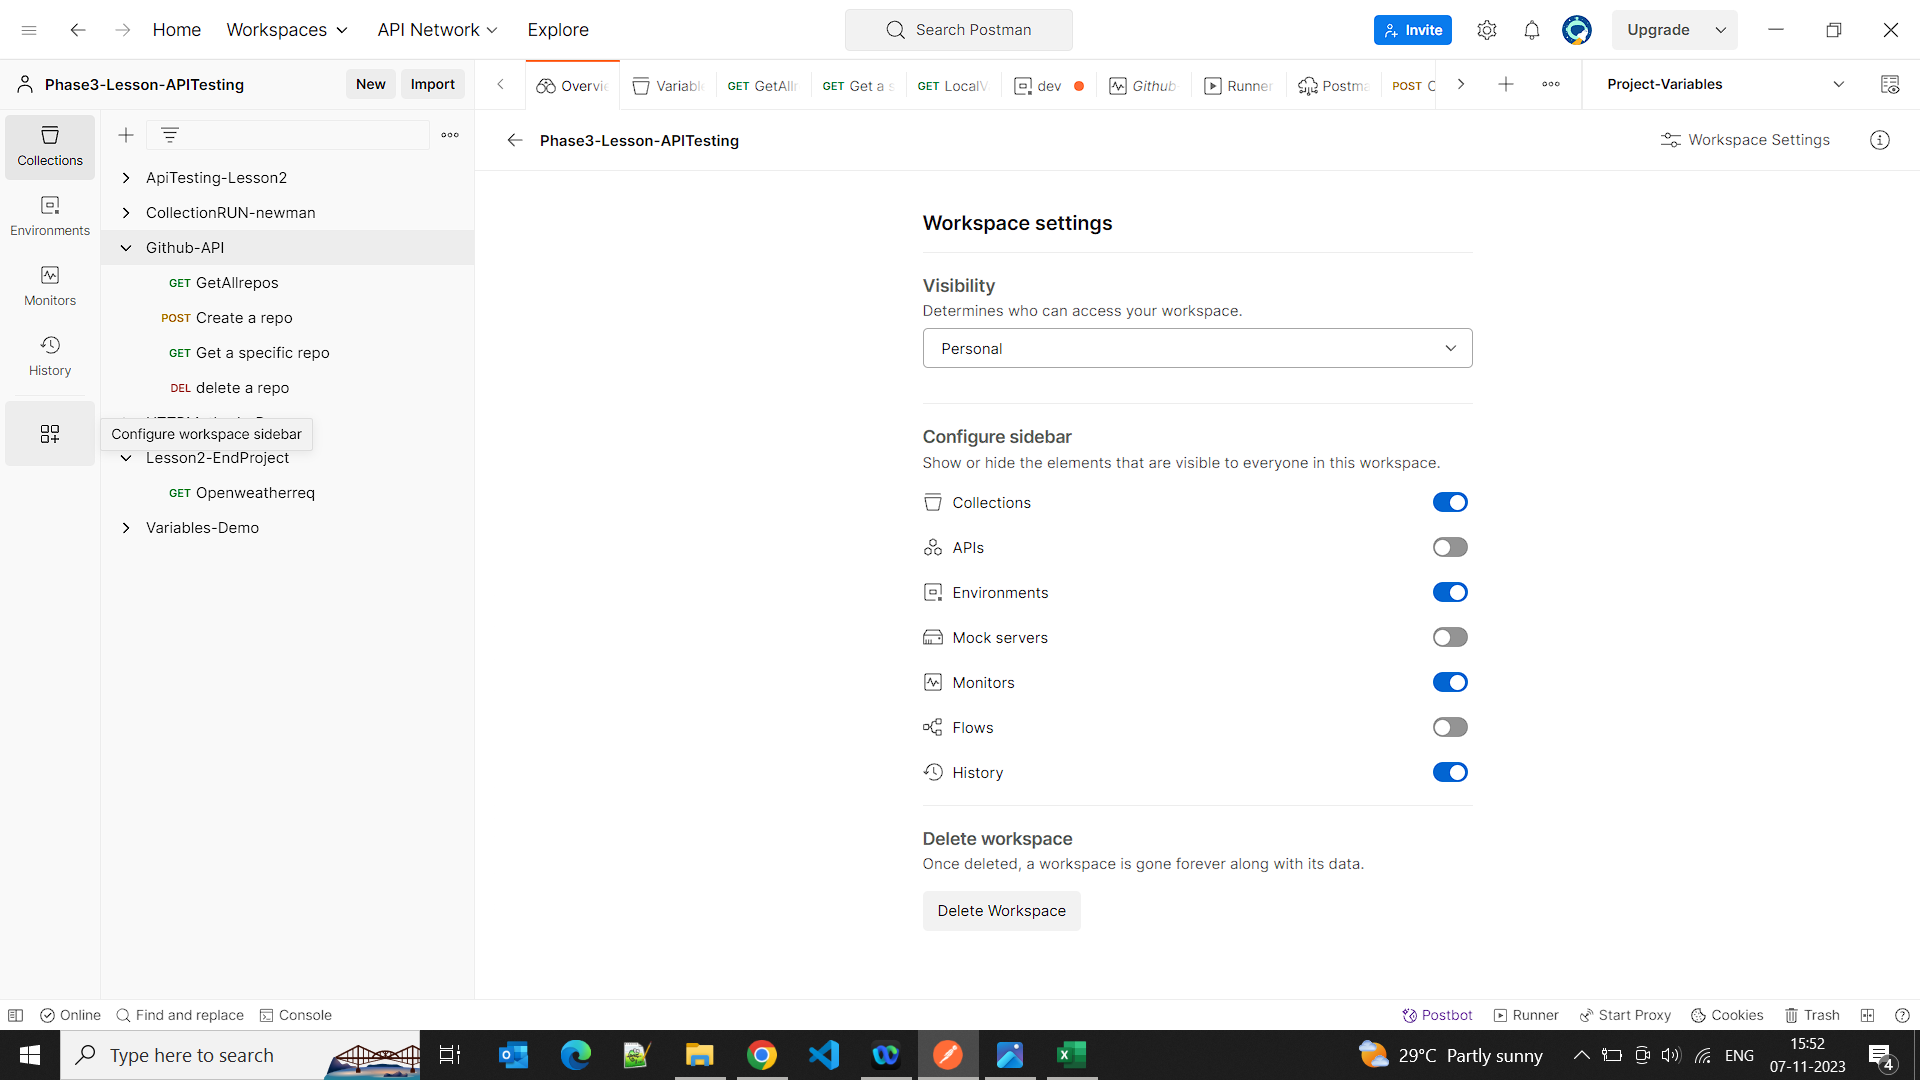 Home
Workspaces
API Network
Explore
Search Postman
Invite
Upgrade
Phase3-Lesson-APITesting
New
Import
Overvie
Variabl
GET GetAllr
GET Get a s
GET LocalV
dev
Github
Runner
Postma
POST C
Project-Variables
Collections
Environments
Monitors
History
ApiTesting-Lesson2
CollectionRUN-newman
Github-API
GET GetAllrepos
POST Create a repo
GET Get a specific repo
DEL delete a repo
Configure workspace sidebar
Lesson2-EndProject
GET Openweatherreq
Variables-Demo
Phase3-Lesson-APITesting
Workspace Settings
Workspace settings
Visibility
Determines who can access your workspace.
Personal
Configure sidebar
Show or hide the elements that are visible to everyone in this workspace.
Collections
APIs
Environments
Mock servers
Monitors
Flows
History
Delete workspace
Once deleted, a workspace is gone forever along with its data.
Delete Workspace
Online
Find and replace
Console
Postbot
Runner
Start Proxy
Cookies
Trash
Type here to search
29°C Partly sunny
ENG
15:52
07-11-2023
4